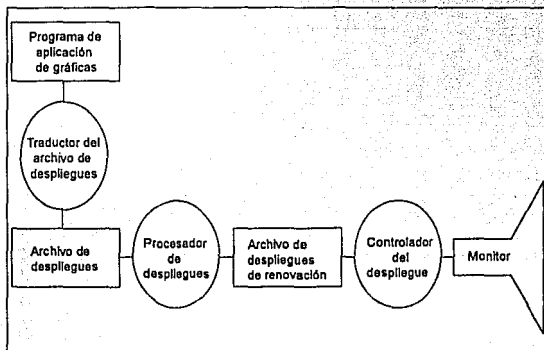 Programa de
aplicación
de gráficas
Traductor del
archivo de
despliegues
Archivo de
despliegues
Procesador
de
despliegues
Archivo de
despliegues
de renovación
Controlador
del
despliegue
Monitor